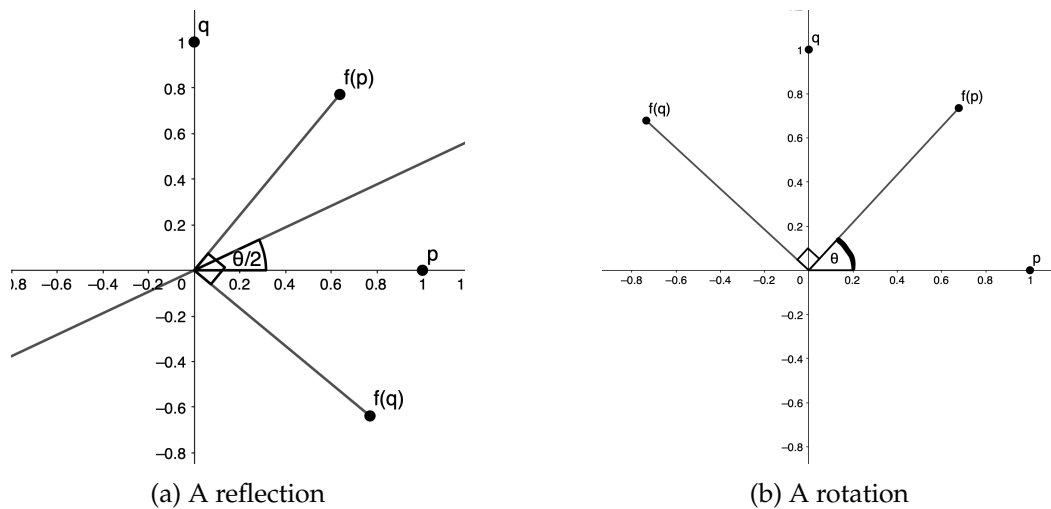 q
1
f(p)
0.8
0.6
0.4
0.2
θ/2
p
0.8 −0.6 −0.4 −0.2 0 0.2 0.4 0.6 0.8 1 1
−0.2
−0.4
−0.6
f(q)
−0.8
(a) A reflection
q
1
f(p)
0.8
f(q)
0.6
0.4
0.2
θ
p
−0.8 −0.6 −0.4 −0.2 0 0.2 0.4 0.6 0.8 1
−0.2
−0.4
−0.6
−0.8
(b) A rotation